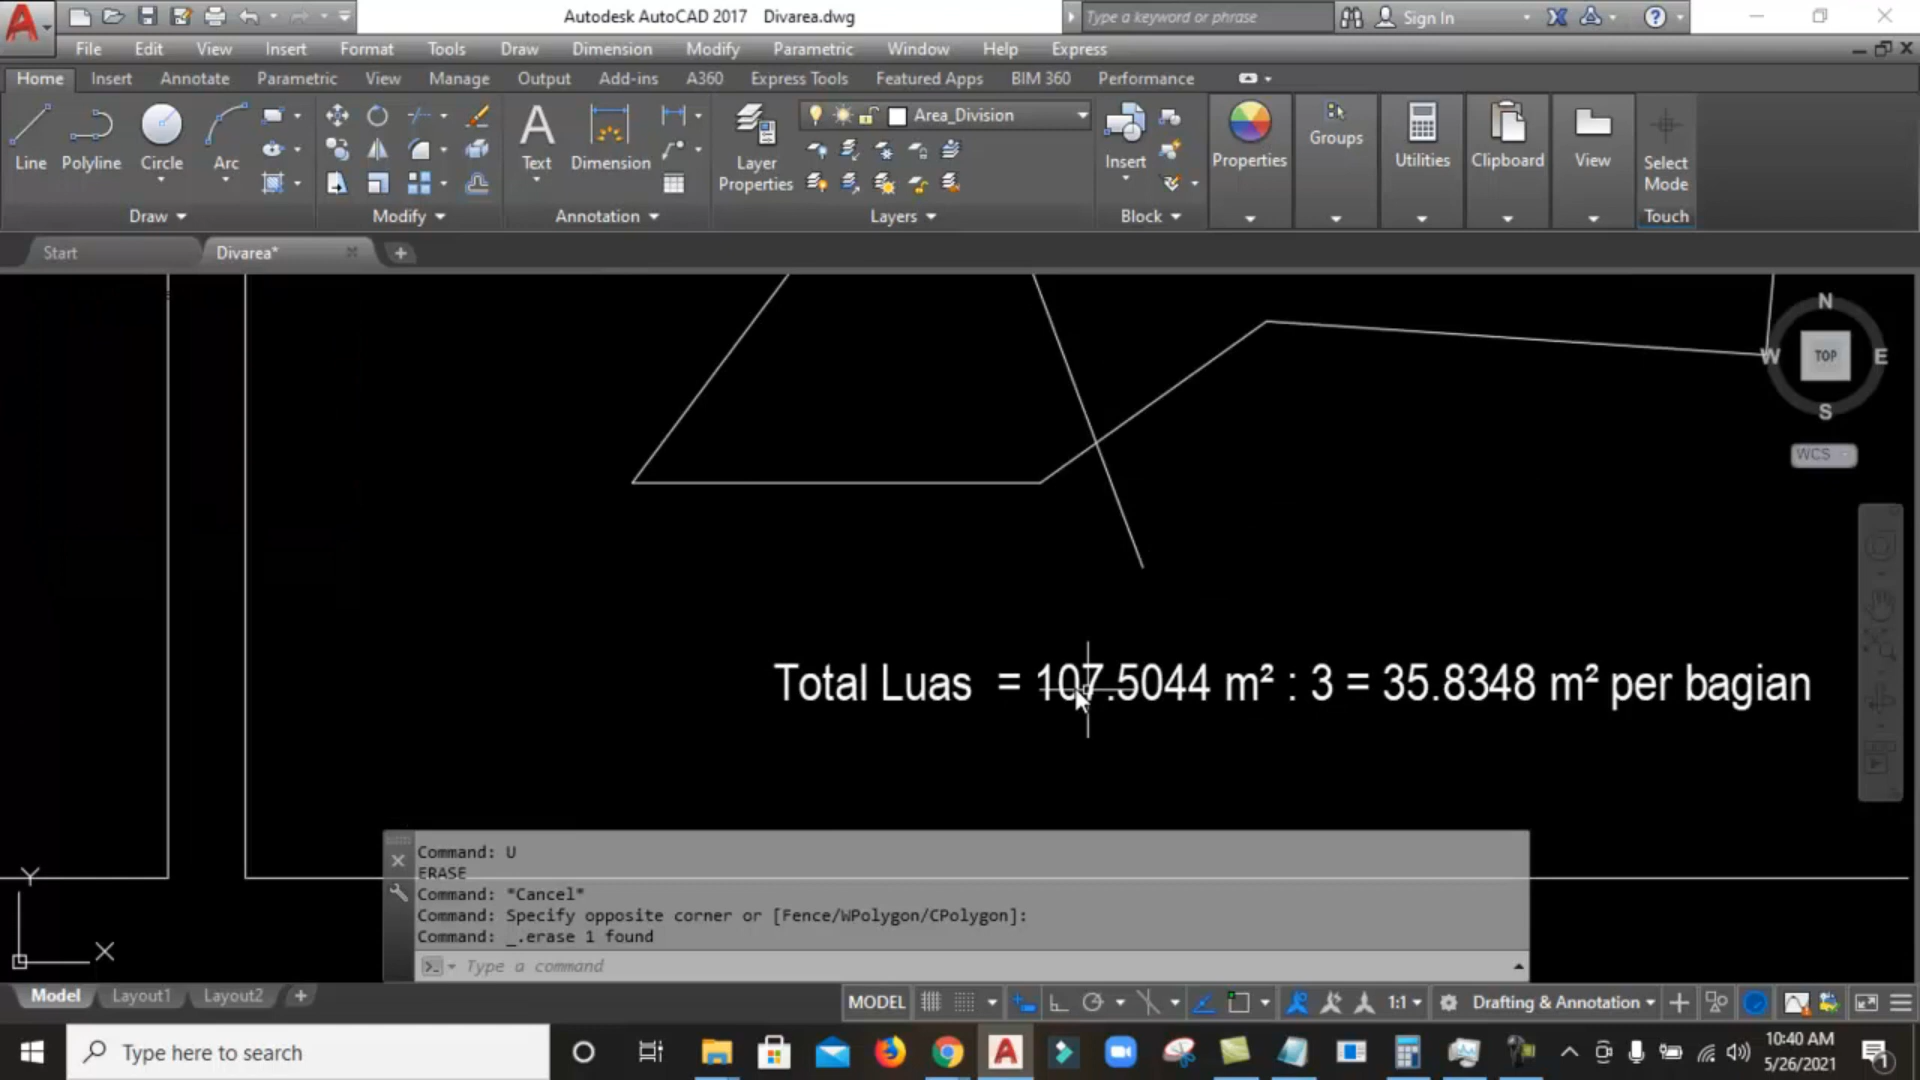 Autodesk AutoCAD 2017 Divarea.dwg
Type a keyword or phrase
Sign In
File Edit View Insert Format Tools Draw Dimension Modify Parametric Window Help Express
Home Insert Annotate Parametric View Manage Output Add-ins A360 Express Tools Featured Apps BIM 360 Performance
Area_Division
Line Polyline Circle Arc
Text Dimension
Layer Properties
Insert
Properties Groups Utilities Clipboard View
Select Mode
Draw Modify Annotation Layers Block Touch
Start Divarea*
N
W TOP E
S
WCS
Total Luas = 107.5044 m² : 3 = 35.8348 m² per bagian
Command: U
ERASE
Command: *Cancel*
Command: Specify opposite corner or [Fence/WPolygon/CPolygon]:
Command: _.erase 1 found
Type a command
Y
X
Model Layout1 Layout2
MODEL 1:1 Drafting & Annotation
Type here to search
10:40 AM
5/26/2021
1